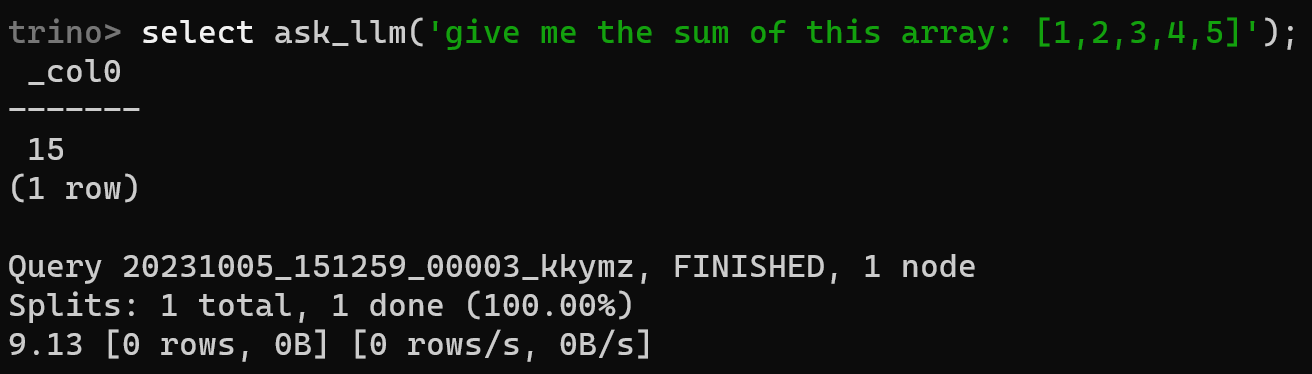 trino> select ask_llm('give me the sum of this array: [1,2,3,4,5]');
 _col0
-------
 15
(1 row)

Query 20231005_151259_00003_kkymz, FINISHED, 1 node
Splits: 1 total, 1 done (100.00%)
9.13 [0 rows, 0B] [0 rows/s, 0B/s]